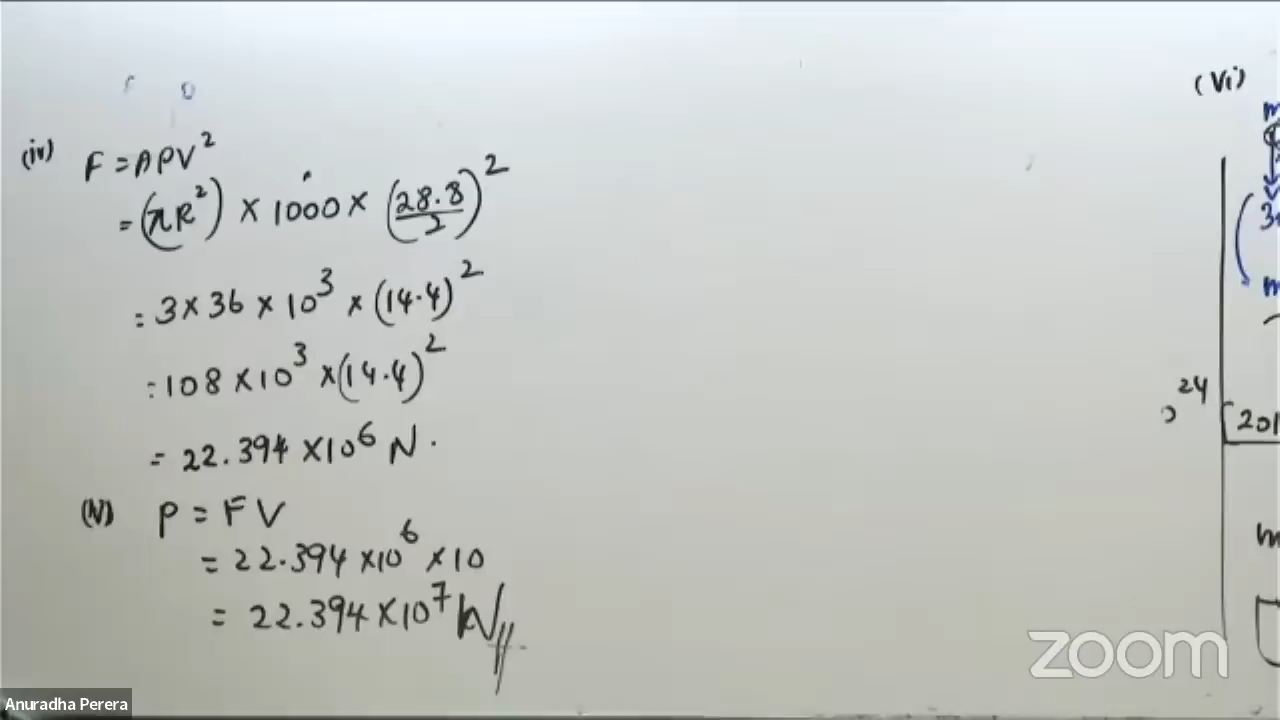 (iv) F = APV²
= (πR²) × 1000 × (28.8/2)²
= 3 × 36 × 10³ × (14.4)²
= 108 × 10³ × (14.4)²
= 22.394 × 10⁶ N.
(V) P = FV
= 22.394 × 10⁶ × 10
= 22.394 × 10⁷ W
(Vi)
m
24
201
m
zoom
Anuradha Perera